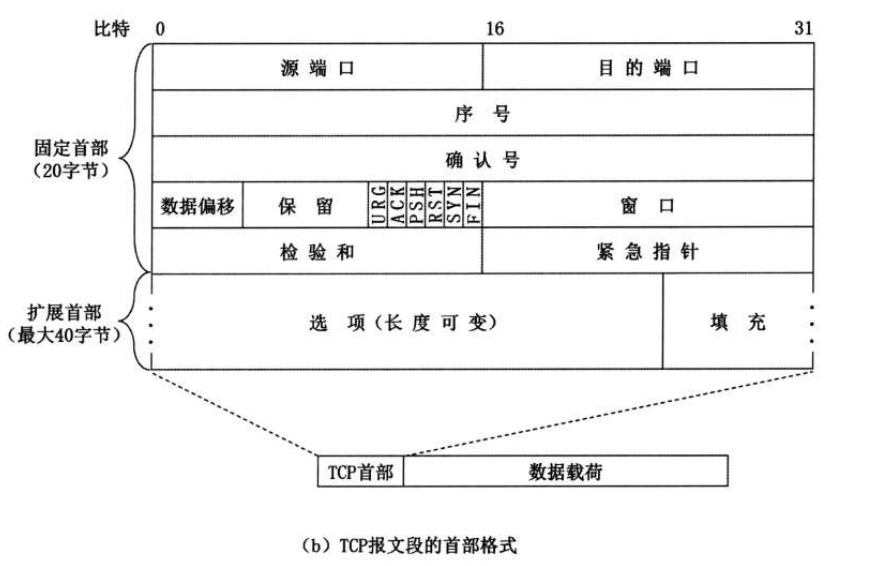 比特 0 16 31
源端口 目的端口
序号
固定首部
(20字节)
确认号
数据偏移 保留 URG ACK PSH RST SYN FIN 窗口
检验和 紧急指针
扩展首部
(最大40字节)
选项(长度可变) 填充
TCP首部 数据载荷
(b) TCP报文段的首部格式